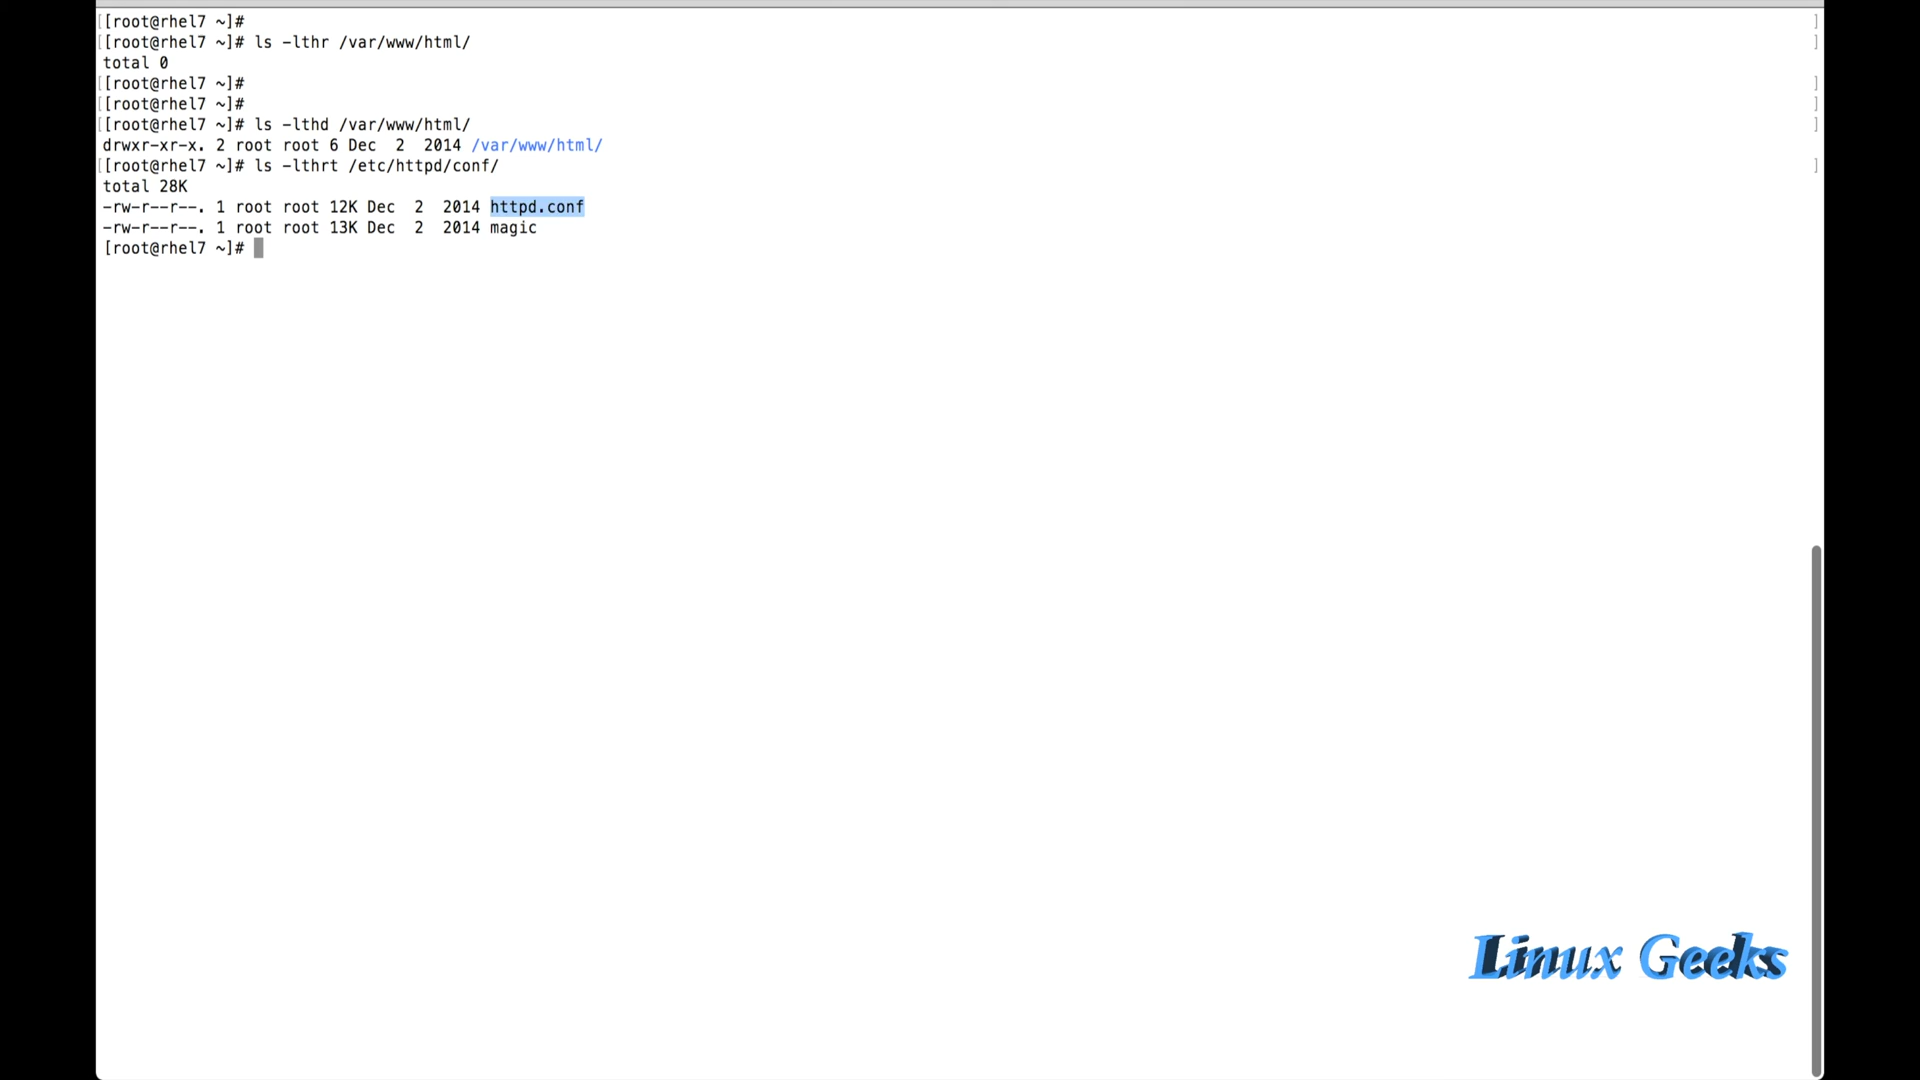 [[root@rhel7 ~]# ]
[[root@rhel7 ~]# ls -lthr /var/www/html/ ]
total 0
[[root@rhel7 ~]# ]
[[root@rhel7 ~]# ]
[[root@rhel7 ~]# ls -lthd /var/www/html/ ]
drwxr-xr-x. 2 root root 6 Dec  2  2014 /var/www/html/
[[root@rhel7 ~]# ls -lthrt /etc/httpd/conf/ ]
total 28K
-rw-r--r--. 1 root root 12K Dec  2  2014 httpd.conf
-rw-r--r--. 1 root root 13K Dec  2  2014 magic
[root@rhel7 ~]#
Linux Geeks